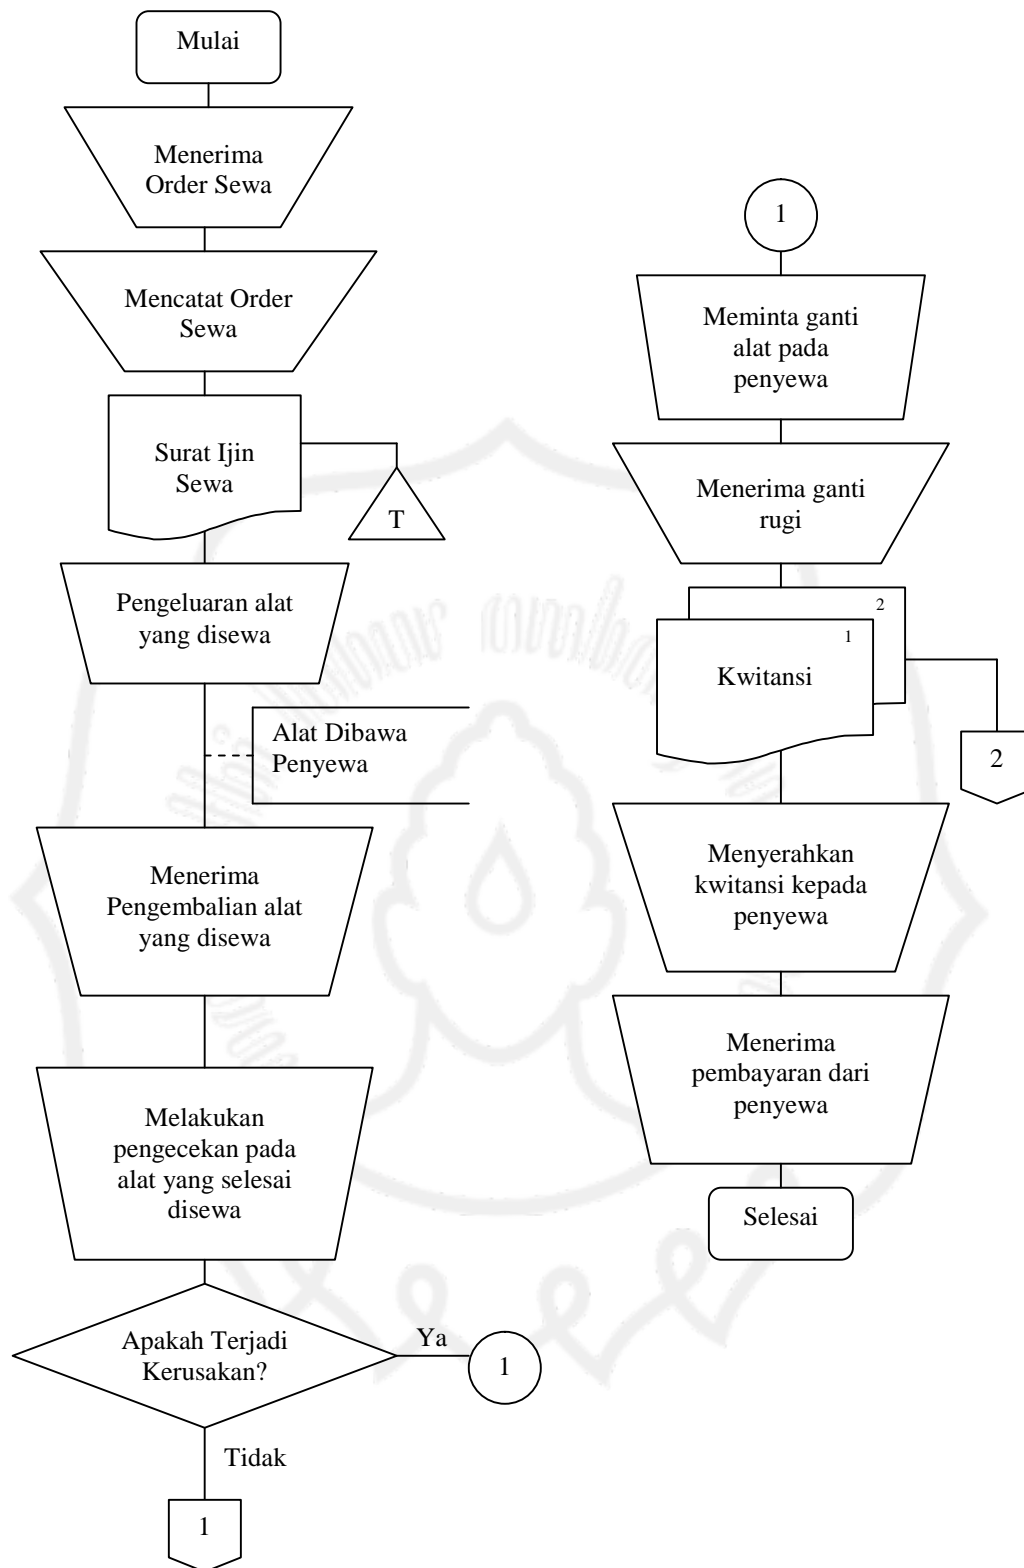 Mulai
Menerima
Order Sewa
Mencatat Order
Sewa
Surat Ijin
Sewa
T
Pengeluaran alat
yang disewa
Alat Dibawa
Penyewa
Menerima
Pengembalian alat
yang disewa
Melakukan
pengecekan pada
alat yang selesai
disewa
Apakah Terjadi
Kerusakan?
Ya
1
Tidak
1
1
Meminta ganti
alat pada
penyewa
Menerima ganti
rugi
2
1
Kwitansi
2
Menyerahkan
kwitansi kepada
penyewa
Menerima
pembayaran dari
penyewa
Selesai